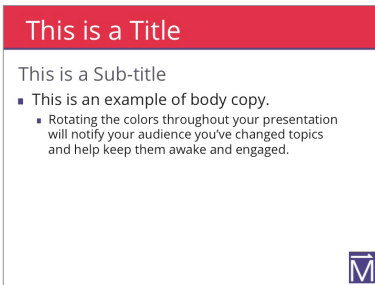 This is a Title
This is a Sub-title
This is an example of body copy.
Rotating the colors throughout your presentation
will notify your audience you've changed topics
and help keep them awake and engaged.
M